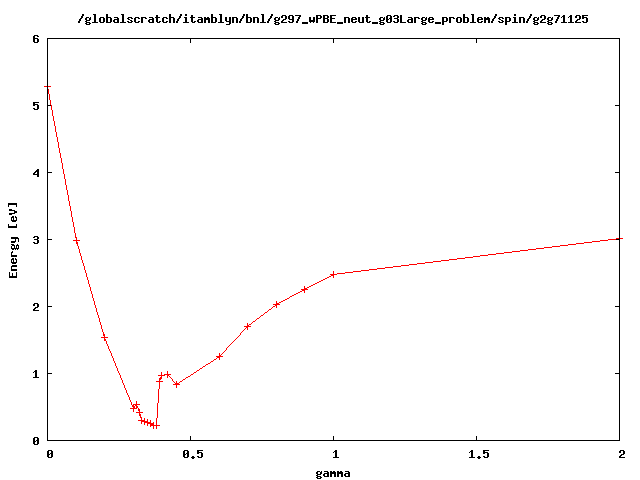 /globalscratch/itamblyn/bnl/g297_wPBE_neut_g03Large_problem/spin/g2g71125
6
5
4
3
2
1
0
Energy [eV]
0 0.5 1 1.5 2
gamma